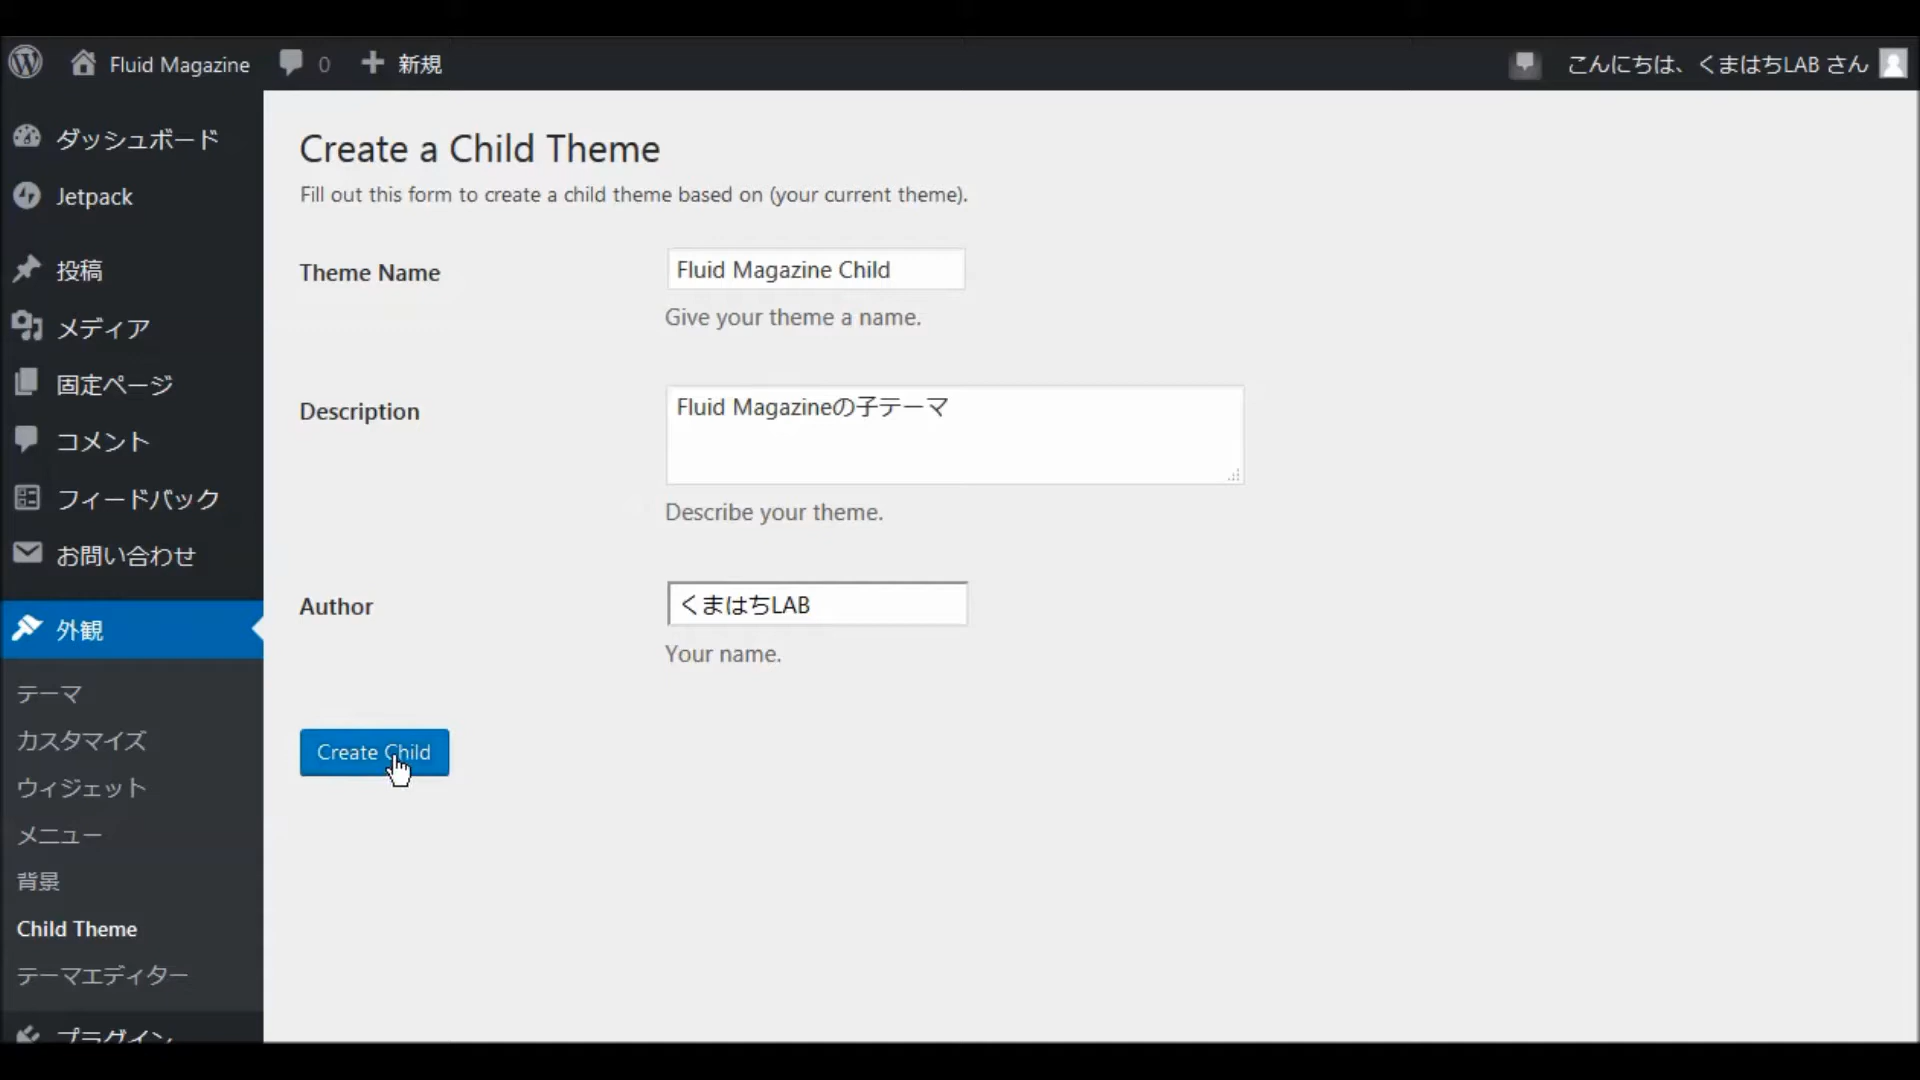 Fluid Magazine
0
新規
こんにちは、くまはちLAB さん
ダッシュボード
Jetpack
投稿
メディア
固定ページ
コメント
フィードバック
お問い合わせ
外観
テーマ
カスタマイズ
ウィジェット
メニュー
背景
Child Theme
テーマエディター
プラグイン
Create a Child Theme
Fill out this form to create a child theme based on (your current theme).
Theme Name
Fluid Magazine Child
Give your theme a name.
Description
Fluid Magazineの子テーマ
Describe your theme.
Author
くまはちLAB
Your name.
Create Child